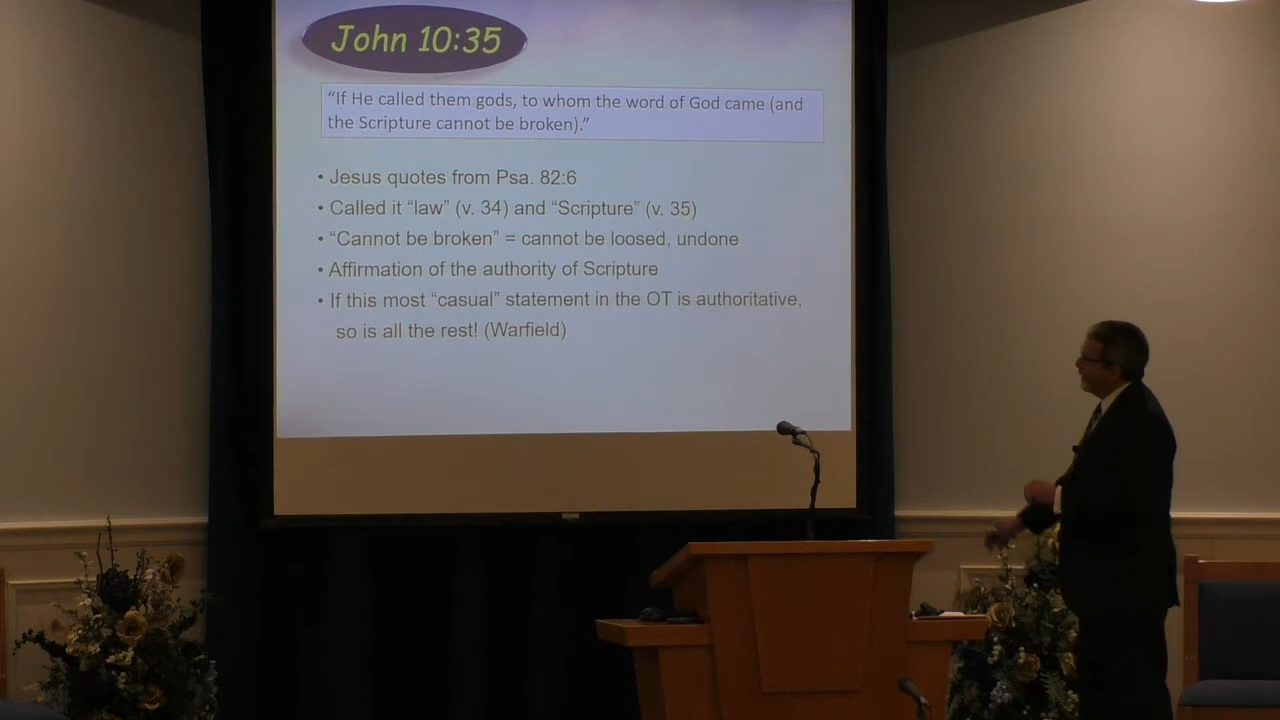 John 10:35
“If He called them gods, to whom the word of God came (and
the Scripture cannot be broken).”
• Jesus quotes from Psa. 82:6
• Called it “law” (v. 34) and “Scripture” (v. 35)
• “Cannot be broken” = cannot be loosed, undone
• Affirmation of the authority of Scripture
• If this most “casual” statement in the OT is authoritative,
so is all the rest! (Warfield)